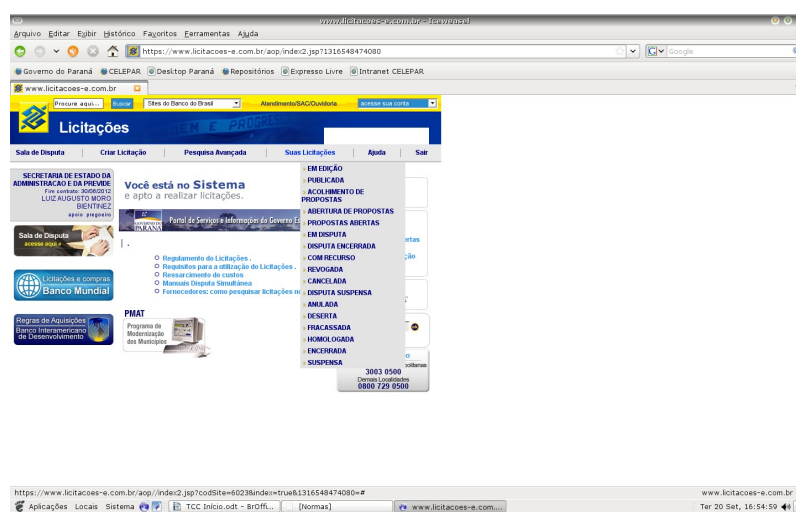 www.licitacoes-e.com.br - Iceweasel
Arquivo Editar Exibir Histórico Favoritos Ferramentas Ajuda
https://www.licitacoes-e.com.br/aop/index2.jsp?1316548474080
Google
Governo do Paraná CELEPAR Desktop Paraná Repositórios Expresso Livre Intranet CELEPAR
www.licitacoes-e.com.br
Procure aqui... Buscar Sites do Banco do Brasil Atendimento/SAC/Ouvidoria acesse sua conta
Licitações
Sala de Disputa Criar Licitação Pesquisa Avançada Suas Licitações Ajuda Sair
SECRETARIA DE ESTADO DA
ADMINISTRACAO E DA PREVIDE
Fim contrato: 30/06/2012
LUIZ AUGUSTO MORO
BIENTINEZ
apoio pregoeiro
Sala de Disputa
acesse aqui
Licitações e compras
Banco Mundial
Regras de Aquisições
Banco Interamericano
de Desenvolvimento
Você está no Sistema
e apto a realizar licitações.
GOVERNO DO
PARANÁ
Portal de Serviços e Informações do Governo Es
| .
Regulamento do Licitações .
Requisitos para a utilização do Licitações .
Ressarcimento de custos
Manuais Disputa Simultânea
Fornecedores: como pesquisar licitações no
PMAT
Programa de
Modernização
dos Municípios
EM EDIÇÃO
PUBLICADA
ACOLHIMENTO DE
PROPOSTAS
ABERTURA DE PROPOSTAS
PROPOSTAS ABERTAS
EM DISPUTA
DISPUTA ENCERRADA
COM RECURSO
REVOGADA
CANCELADA
DISPUTA SUSPENSA
ANULADA
DESERTA
FRACASSADA
HOMOLOGADA
ENCERRADA
SUSPENSA
ertas
ção
o
3003 0500
Demais Localidades
0800 729 0500
https://www.licitacoes-e.com.br/aop//index2.jsp?codSite=6023&index=true&1316548474080=#
www.licitacoes-e.com.br
Aplicações Locais Sistema TCC Início.odt - BrOffi... [Normas] www.licitacoes-e.com.... Ter 20 Set, 16:54:59